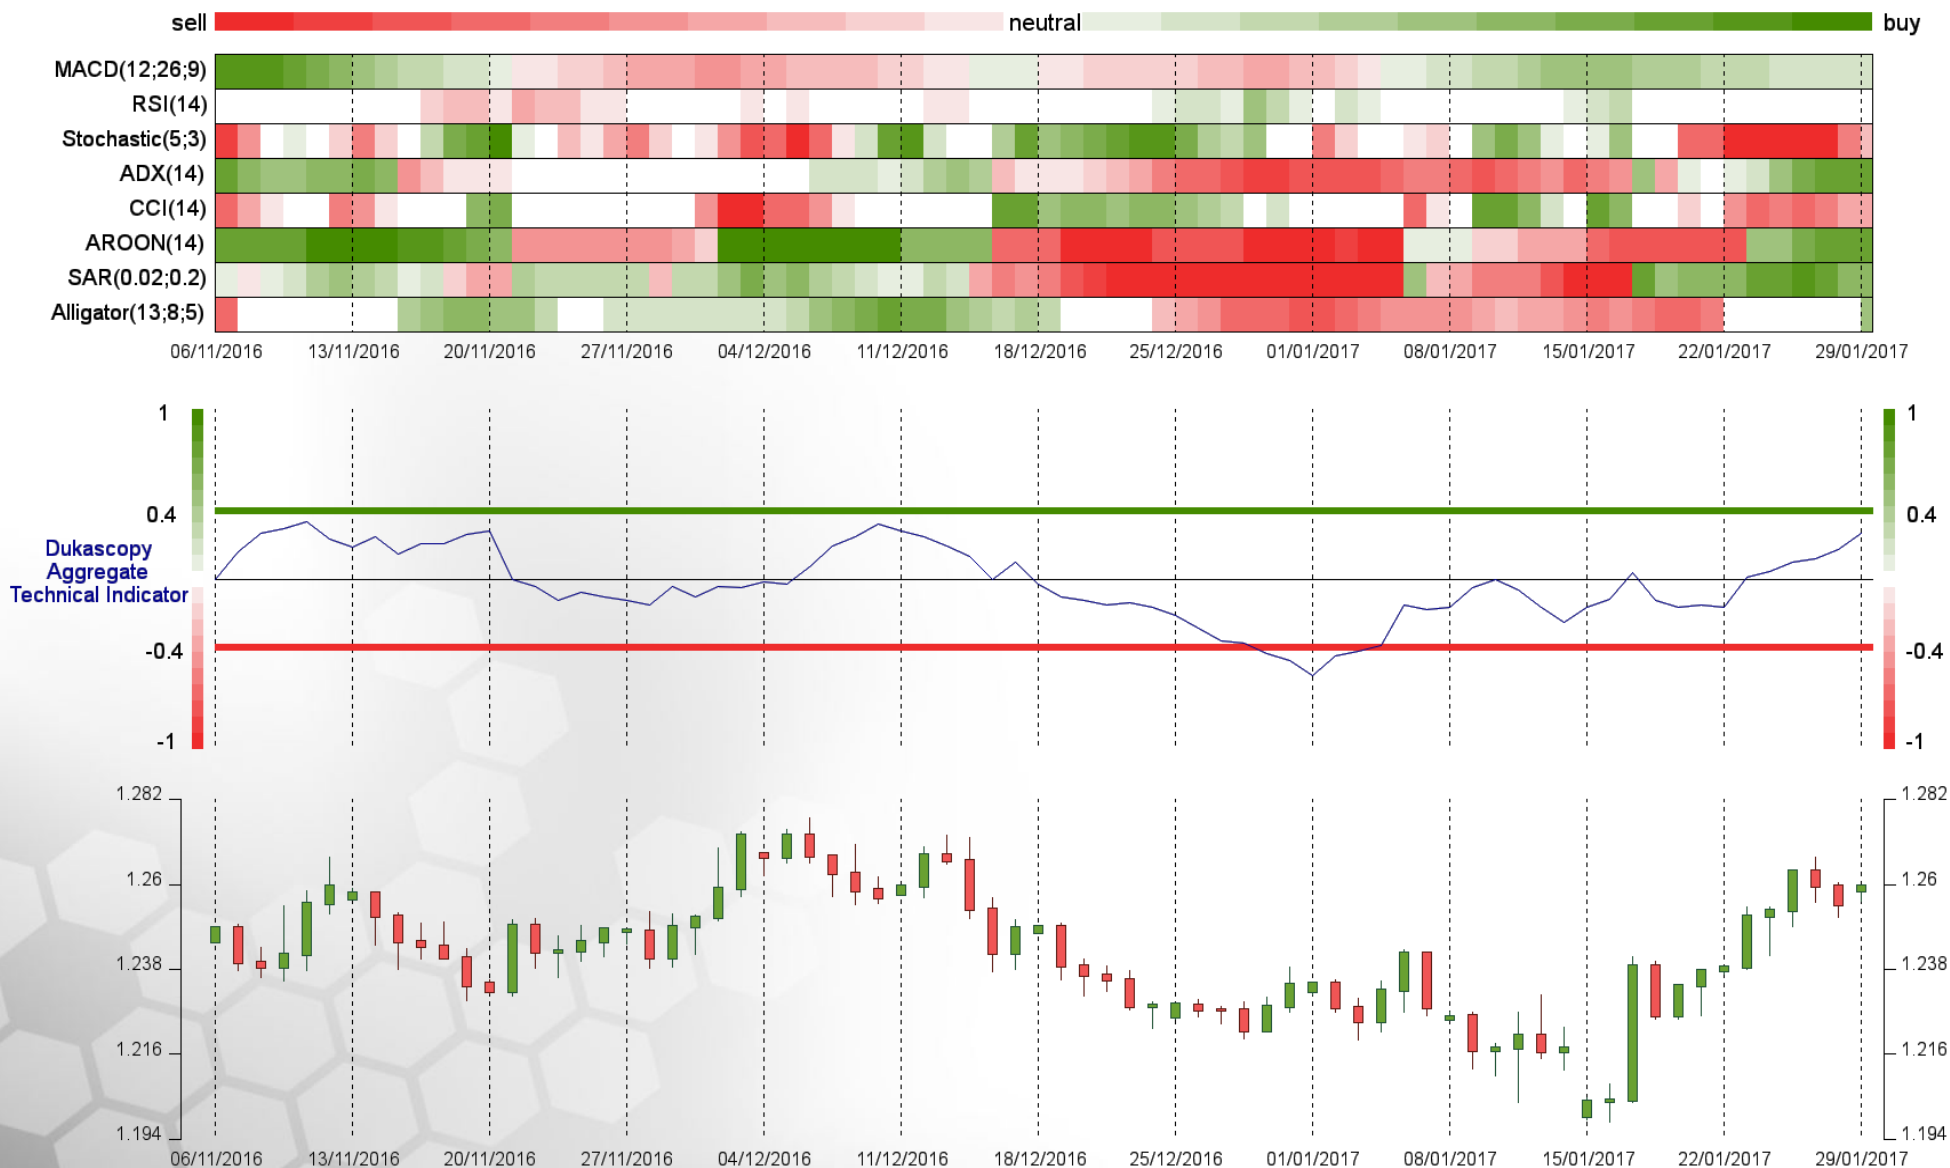 sell neutral buy
MACD(12;26;9)
RSI(14)
Stochastic(5;3)
ADX(14)
CCI(14)
AROON(14)
SAR(0.02;0.2)
Alligator(13;8;5)
06/11/2016 13/11/2016 20/11/2016 27/11/2016 04/12/2016 11/12/2016 18/12/2016 25/12/2016 01/01/2017 08/01/2017 15/01/2017 22/01/2017 29/01/2017
1 1
0.4 0.4
Dukascopy
Aggregate
Technical Indicator
-0.4 -0.4
-1 -1
1.282 1.282
1.26 1.26
1.238 1.238
1.216 1.216
1.194 1.194
06/11/2016 13/11/2016 20/11/2016 27/11/2016 04/12/2016 11/12/2016 18/12/2016 25/12/2016 01/01/2017 08/01/2017 15/01/2017 22/01/2017 29/01/2017